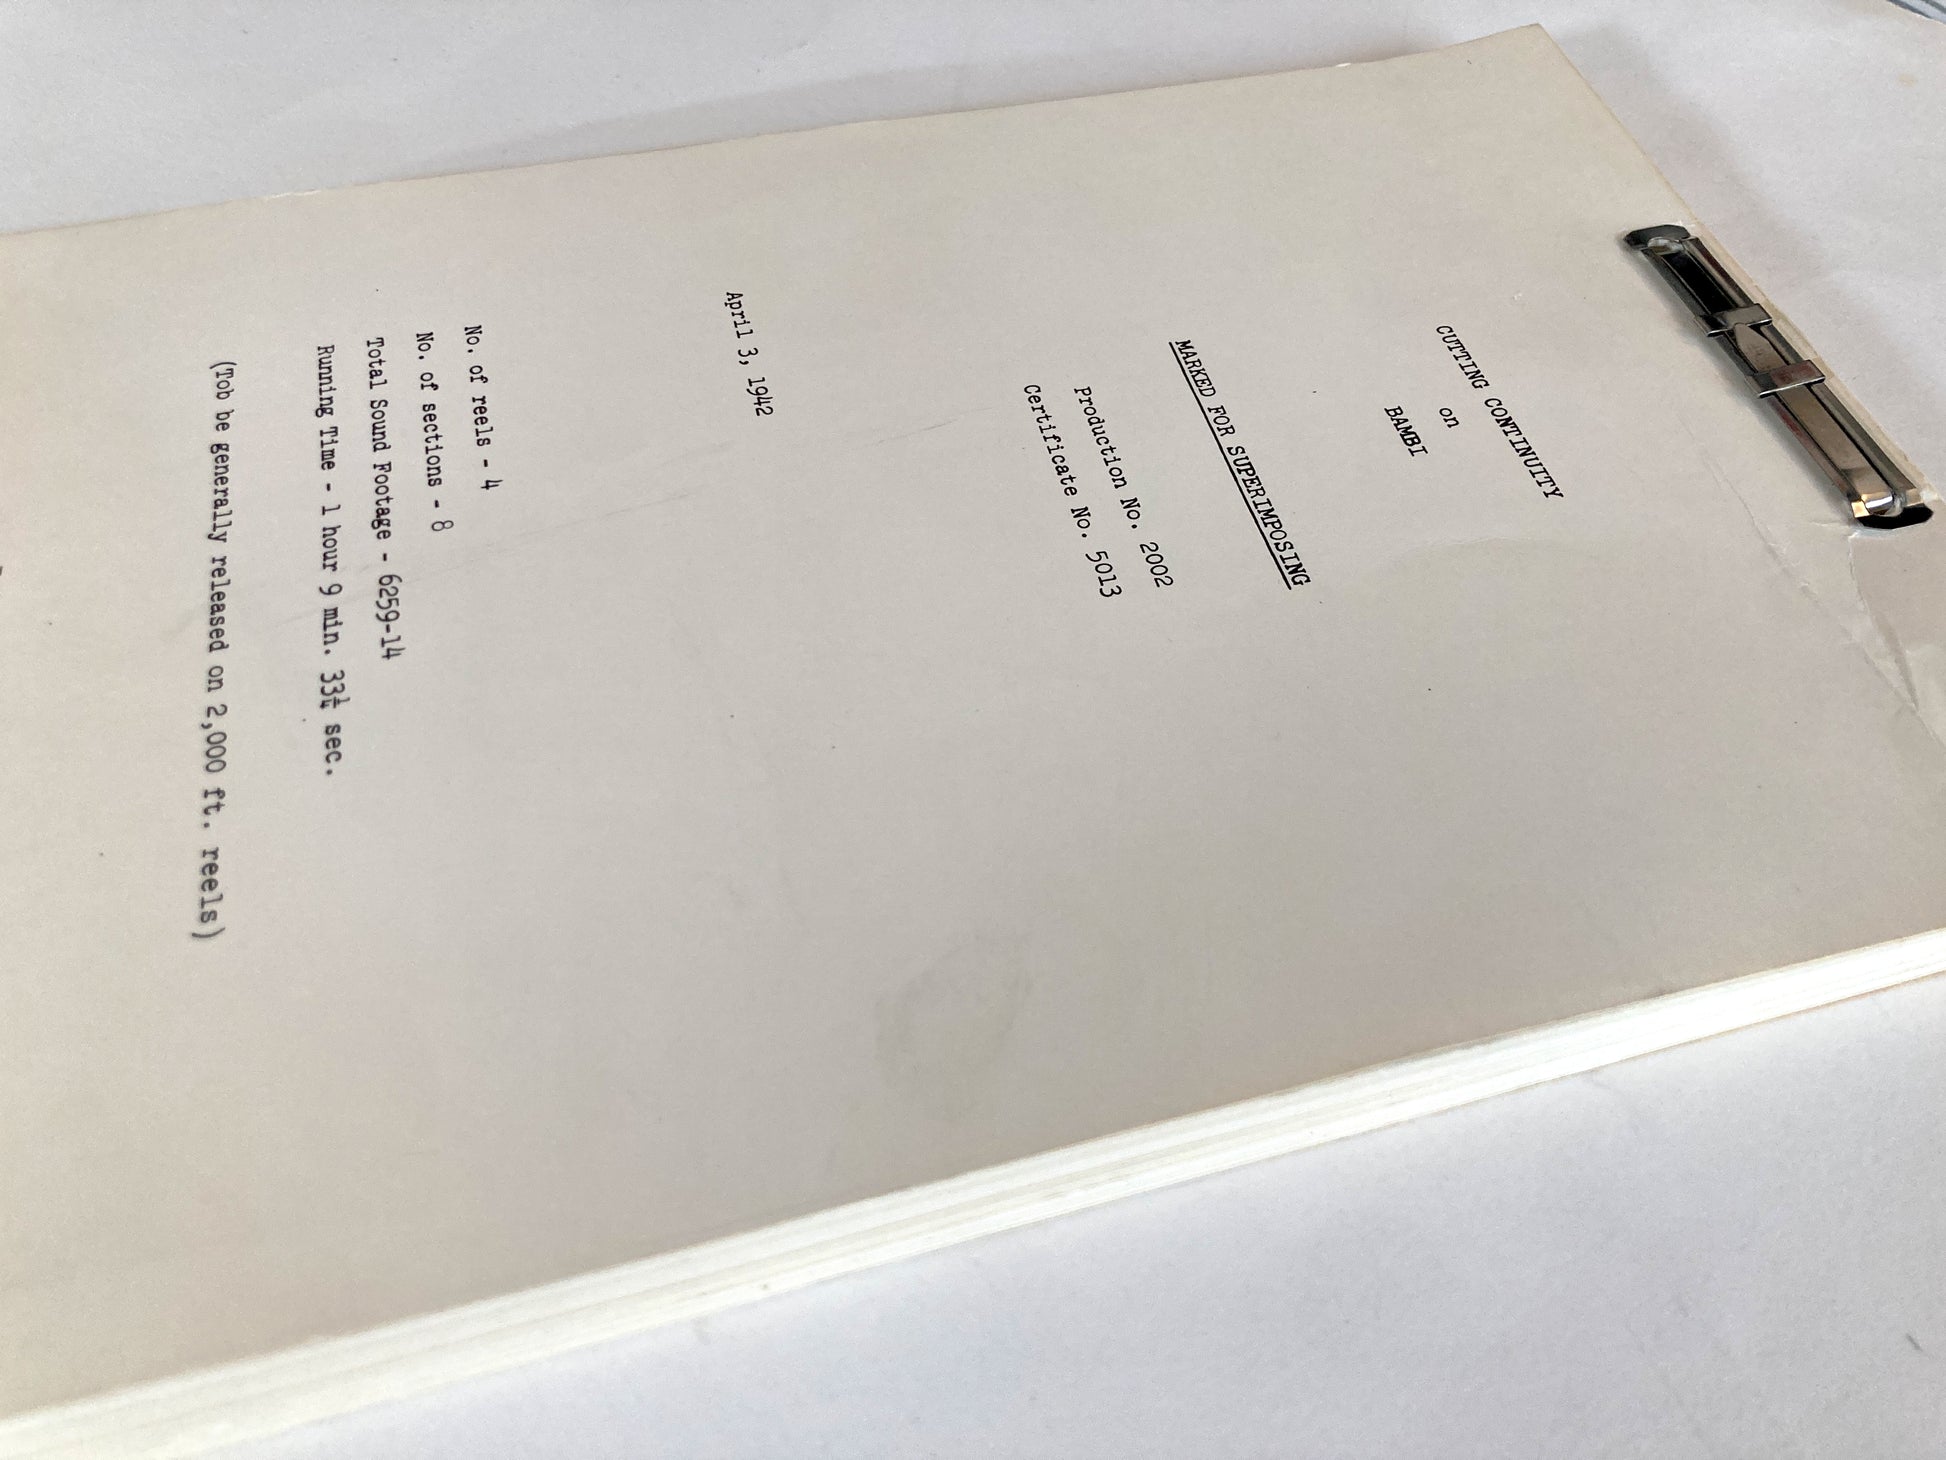 CUTTING CONTINUITY
on
BAMBI
MARKED FOR SUPERIMPOSING
Production No. 2002
Certificate No. 5013
April 3, 1942
No. of reels - 4
No. of sections - 8
Total Sound Footage - 6259-14
Running Time - 1 hour 9 min. 33¼ sec.
(Tob be generally released on 2,000 ft. reels)